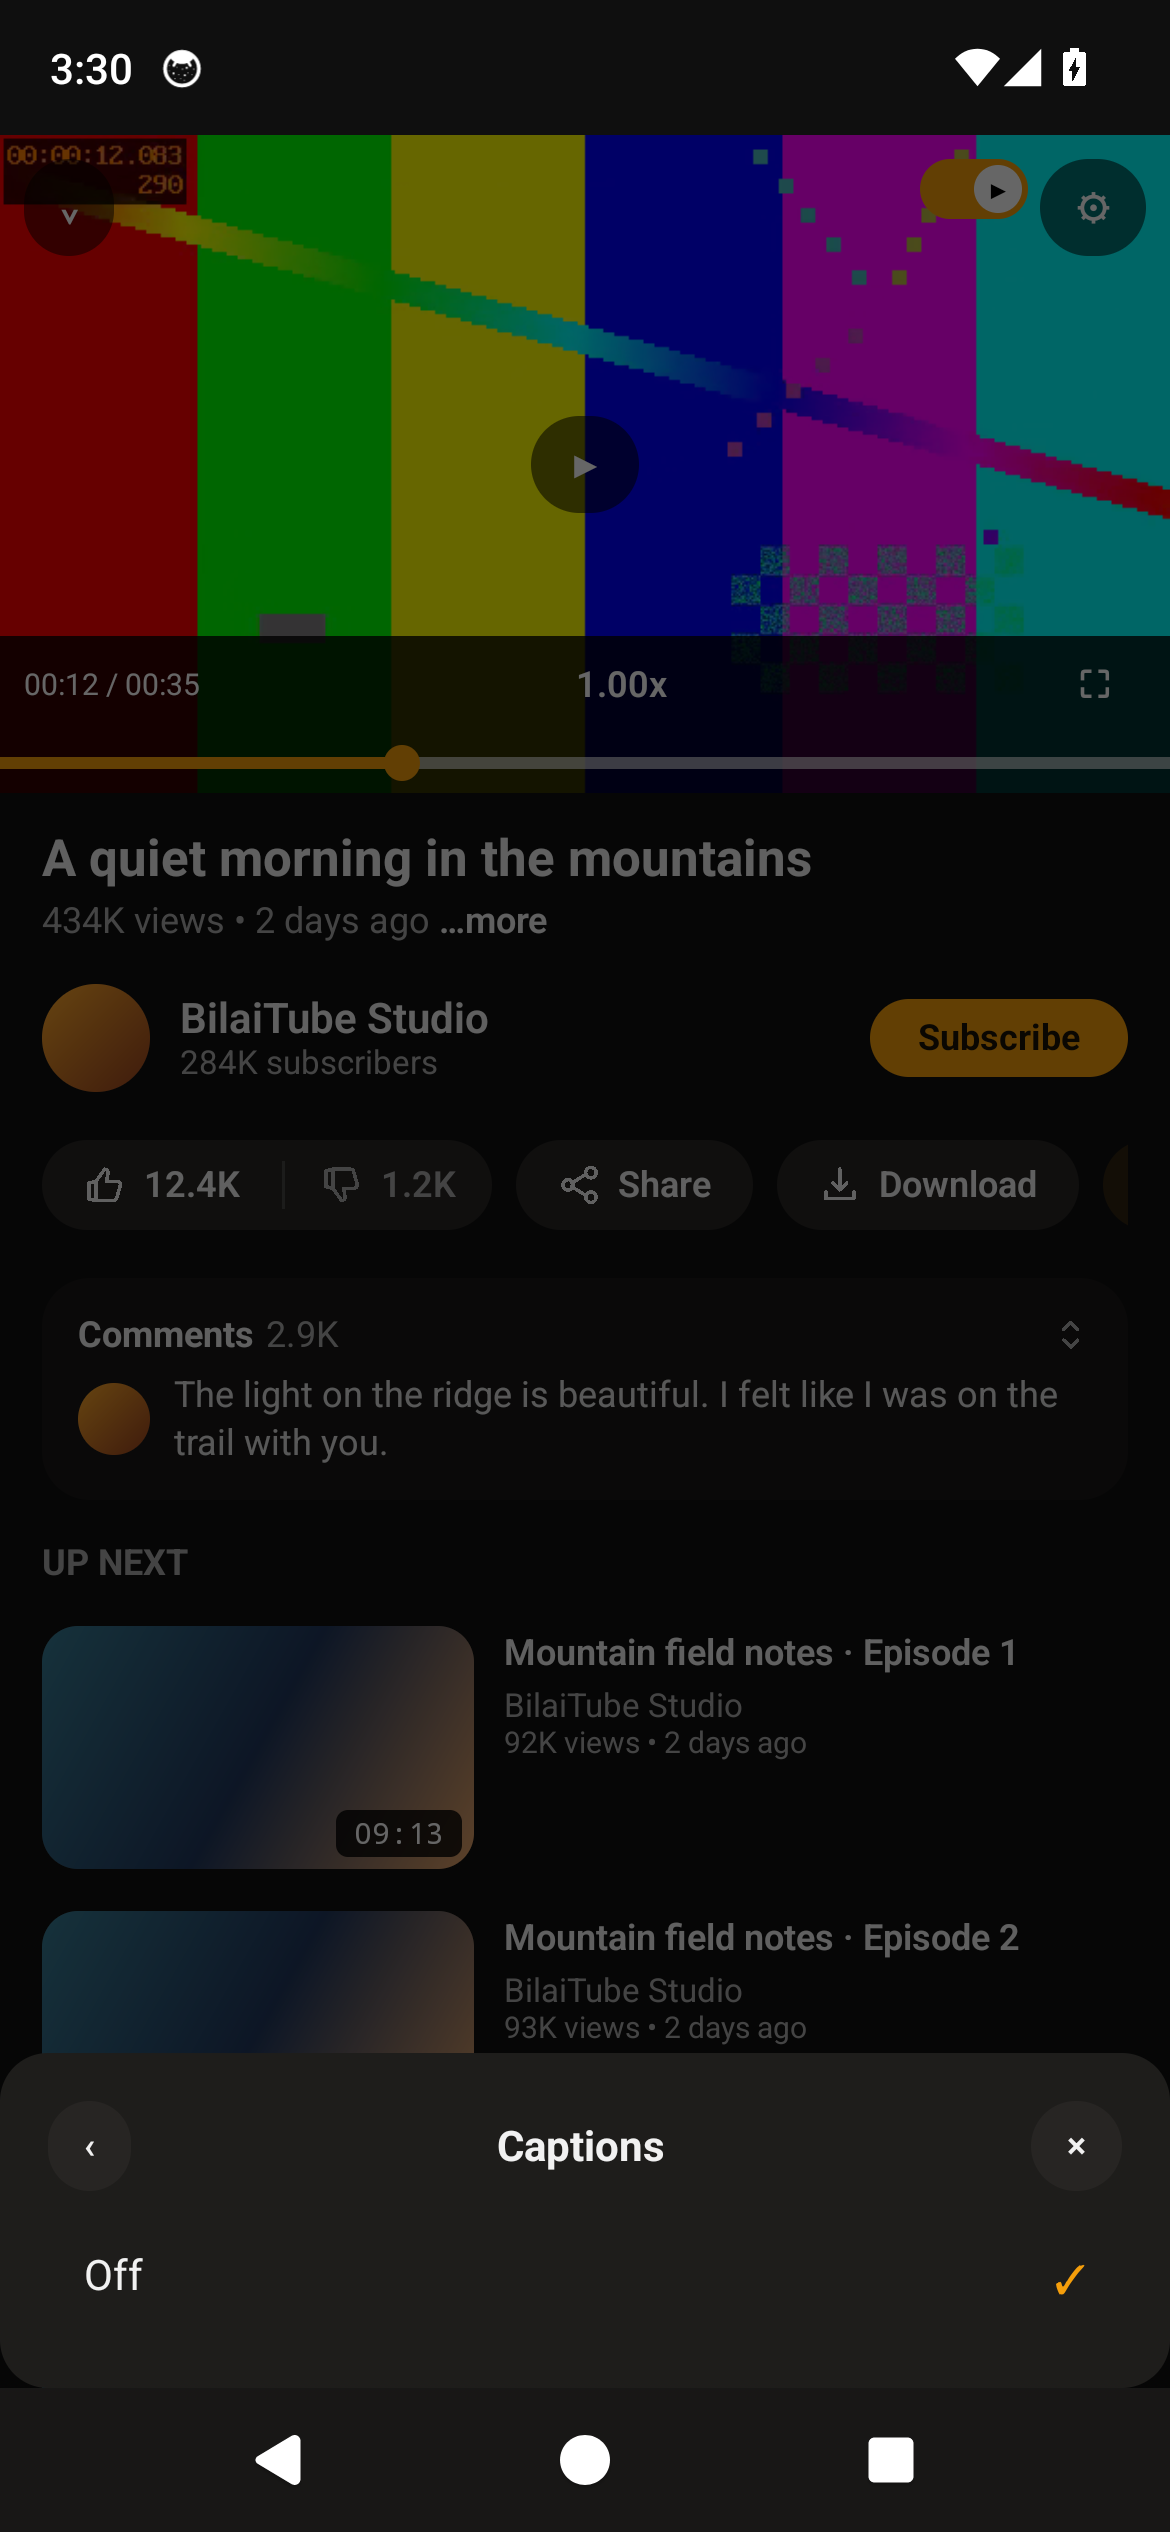 3:30
00:00:12.083
290
00:12 / 00:35
1.00x
A quiet morning in the mountains
434K views • 2 days ago ...more
BilaiTube Studio
284K subscribers
Subscribe
12.4K
1.2K
Share
Download
Comments 2.9K
The light on the ridge is beautiful. I felt like I was on the
trail with you.
UP NEXT
Mountain field notes · Episode 1
BilaiTube Studio
92K views • 2 days ago
09:13
Mountain field notes · Episode 2
BilaiTube Studio
93K views • 2 days ago
Captions
Off